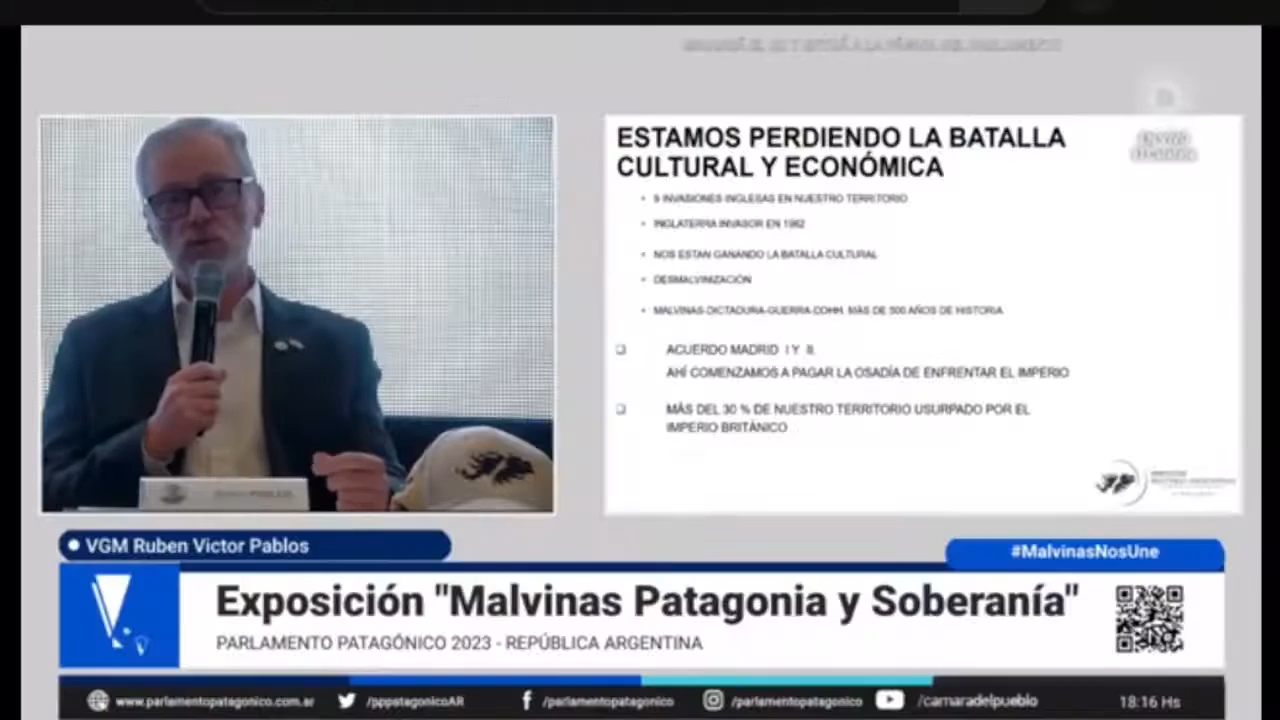 ESTAMOS PERDIENDO LA BATALLA
CULTURAL Y ECONÓMICA
• 9 INVASIONES INGLESAS EN NUESTRO TERRITORIO
• INGLATERRA INVASOR EN 1982
• NOS ESTAN GANANDO LA BATALLA CULTURAL
• DESMALVINIZACIÓN
• MALVINAS-DICTADURA-GUERRA-DDHH MÁS DE 500 AÑOS DE HISTORIA
ACUERDO MADRID I Y II.
AHÍ COMENZAMOS A PAGAR LA OSADÍA DE ENFRENTAR EL IMPERIO
MÁS DEL 30 % DE NUESTRO TERRITORIO USURPADO POR EL
IMPERIO BRITÁNICO
VGM Ruben Victor Pablos
#MalvinasNosUne
Exposición "Malvinas Patagonia y Soberanía"
PARLAMENTO PATAGÓNICO 2023 - REPÚBLICA ARGENTINA
www.parlamentopatagonico.com.ar
/pppatagonicoAR
/parlamentopatagonico
/parlamentopatagonico
/camaradelpueblo
18:16 Hs